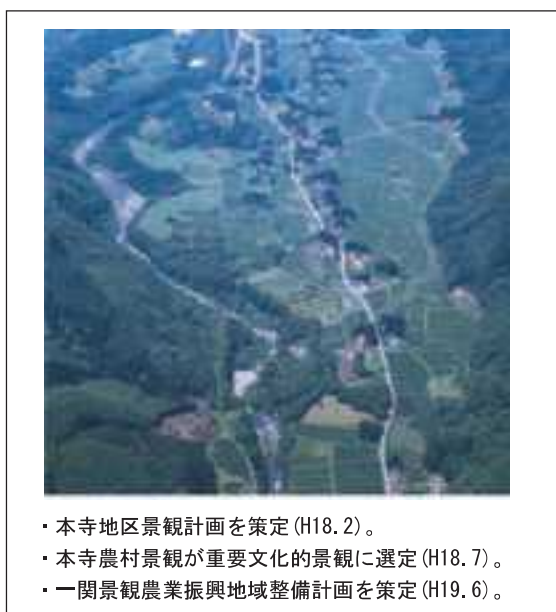 ・本寺地区景観計画を策定(H18.2)。
・本寺農村景観が重要文化的景観に選定(H18.7)。
・一関景観農業振興地域整備計画を策定(H19.6)。